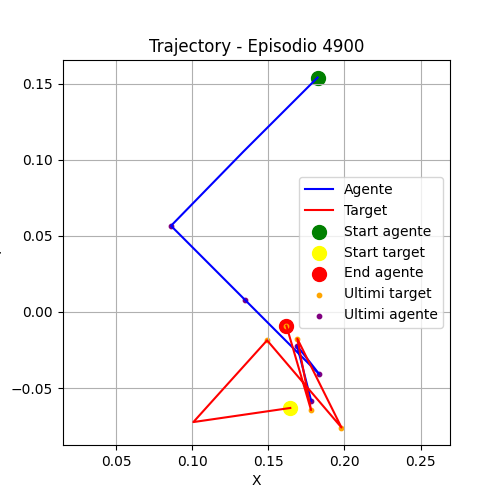 Trajectory - Episodio 4900
0.15
0.10
0.05
0.00
−0.05
Agente
Target
Start agente
Start target
End agente
Ultimi target
Ultimi agente
0.05 0.10 0.15 0.20 0.25
X